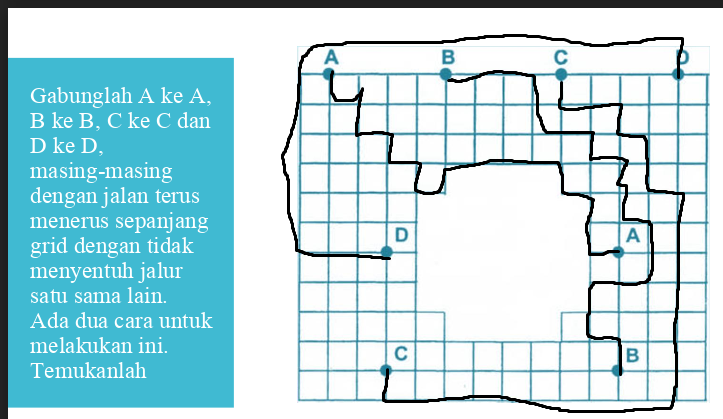 Gabunglah A ke A,
B ke B, C ke C dan
D ke D,
masing-masing
dengan jalan terus
menerus sepanjang
grid dengan tidak
menyentuh jalur
satu sama lain.
Ada dua cara untuk
melakukan ini.
Temukanlah
A B C D
D A
C B